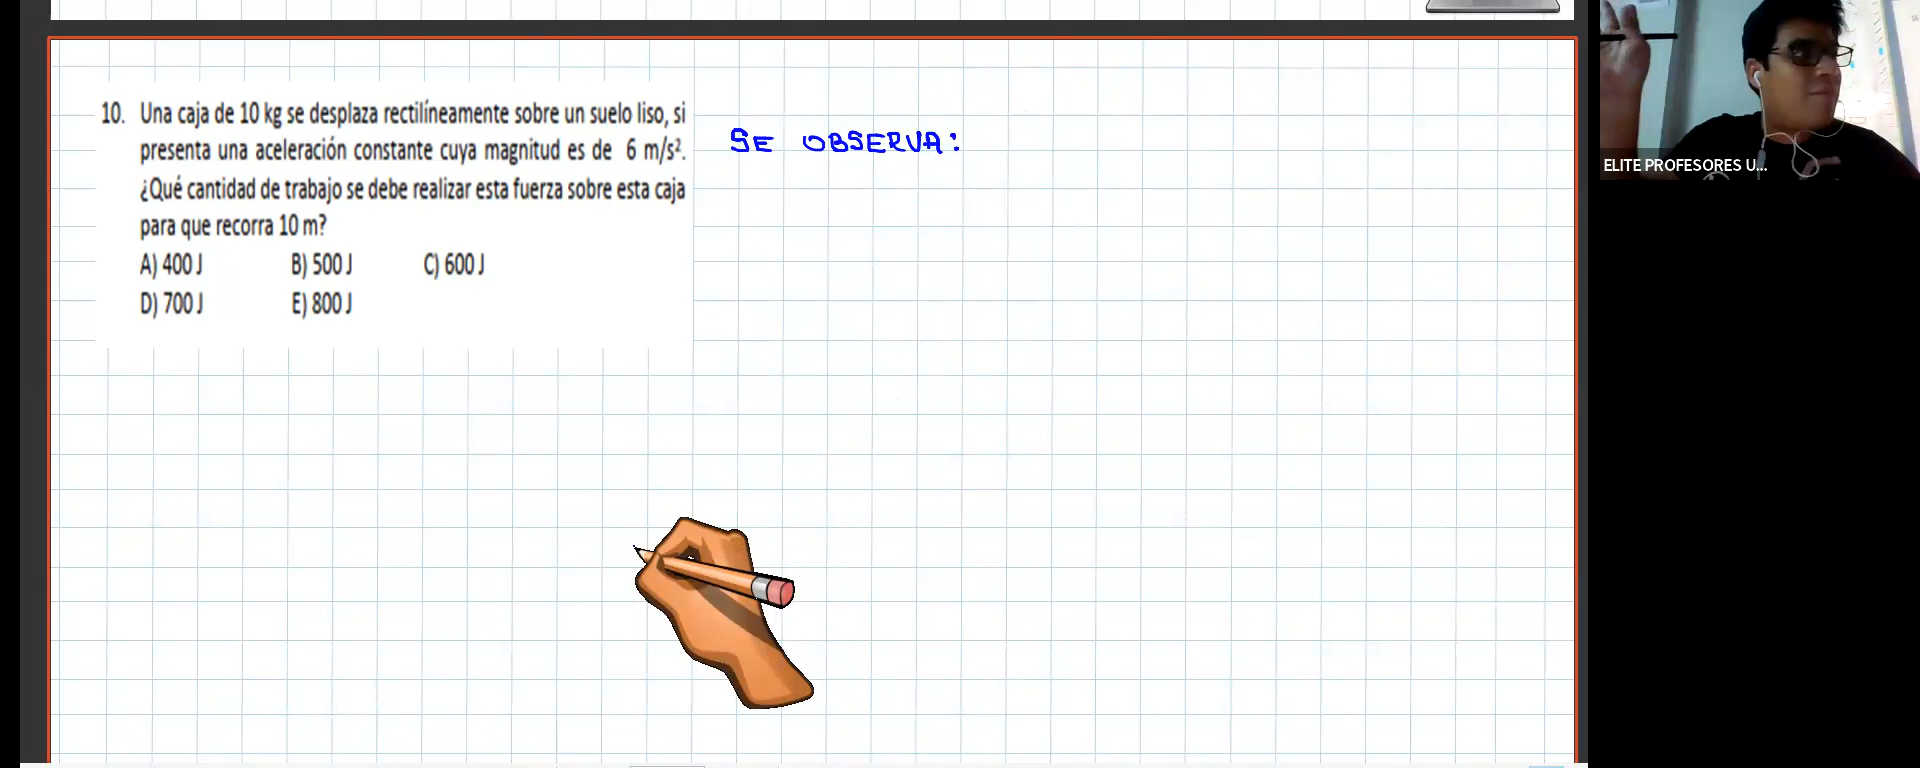 10. Una caja de 10 kg se desplaza rectilíneamente sobre un suelo liso, si
presenta una aceleración constante cuya magnitud es de 6 m/s².
¿Qué cantidad de trabajo se debe realizar esta fuerza sobre esta caja
para que recorra 10 m?
A) 400 J B) 500 J C) 600 J
D) 700 J E) 800 J
SE OBSERVA:
ELITE PROFESORES U...